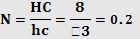 N = HC/hc = 8/□3 = 0.2